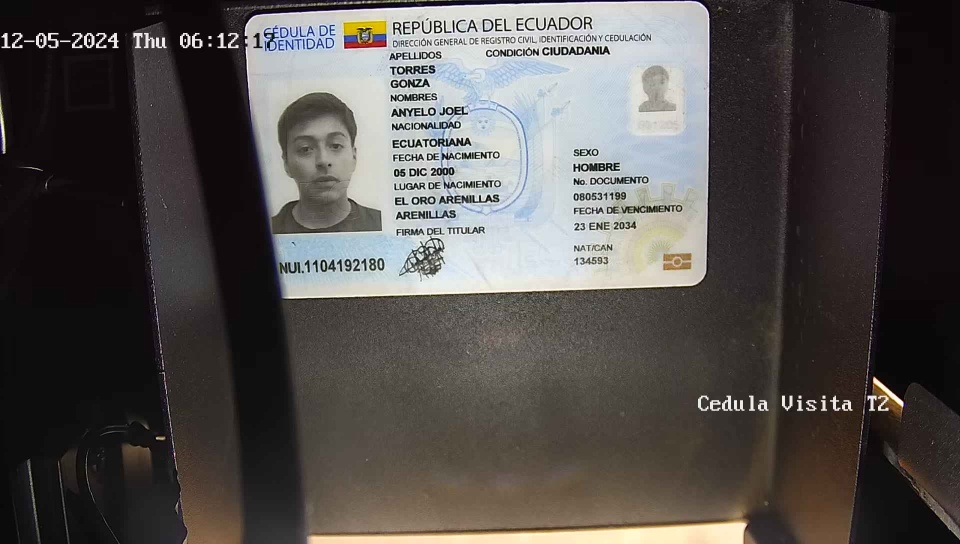 12-05-2024 Thu 06:12:1
CÉDULA DE IDENTIDAD
REPÚBLICA DEL ECUADOR
DIRECCIÓN GENERAL DE REGISTRO CIVIL, IDENTIFICACIÓN Y CEDULACIÓN
APELLIDOS
CONDICIÓN CIUDADANIA
TORRES
GONZA
NOMBRES
ANYELO JOEL
NACIONALIDAD
ECUATORIANA
FECHA DE NACIMIENTO
05 DIC 2000
LUGAR DE NACIMIENTO
EL ORO ARENILLAS
ARENILLAS
FIRMA DEL TITULAR
SEXO
HOMBRE
No. DOCUMENTO
080531199
FECHA DE VENCIMIENTO
23 ENE 2034
NAT/CAN
134593
NUI.1104192180
Cedula Visita T2